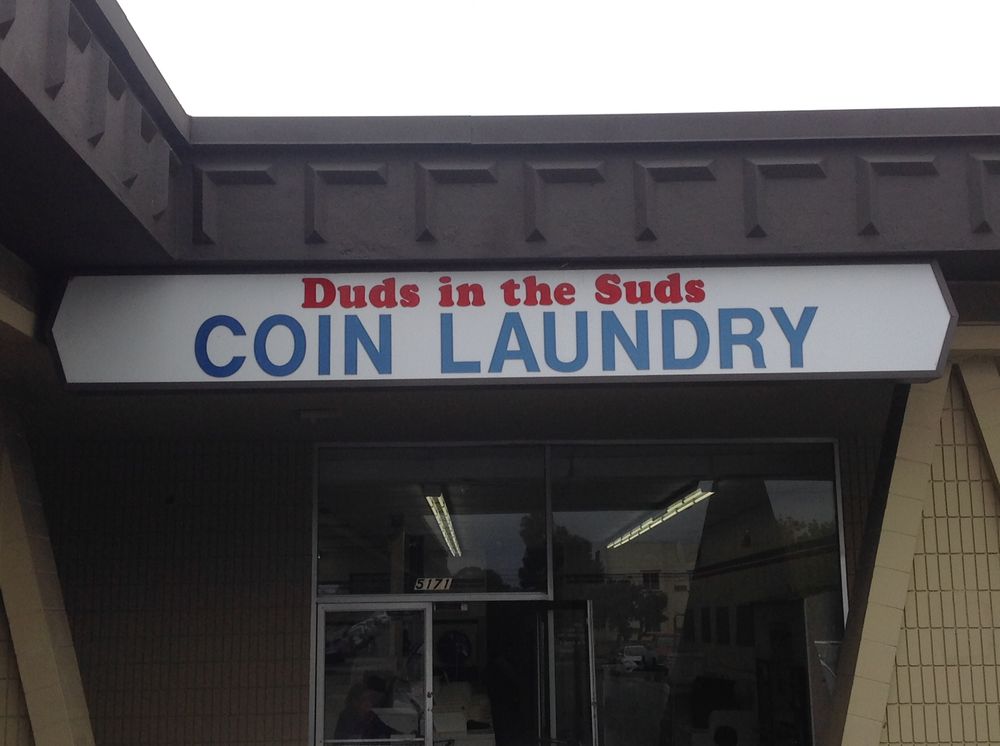 Duds in the Suds
COIN LAUNDRY
5171